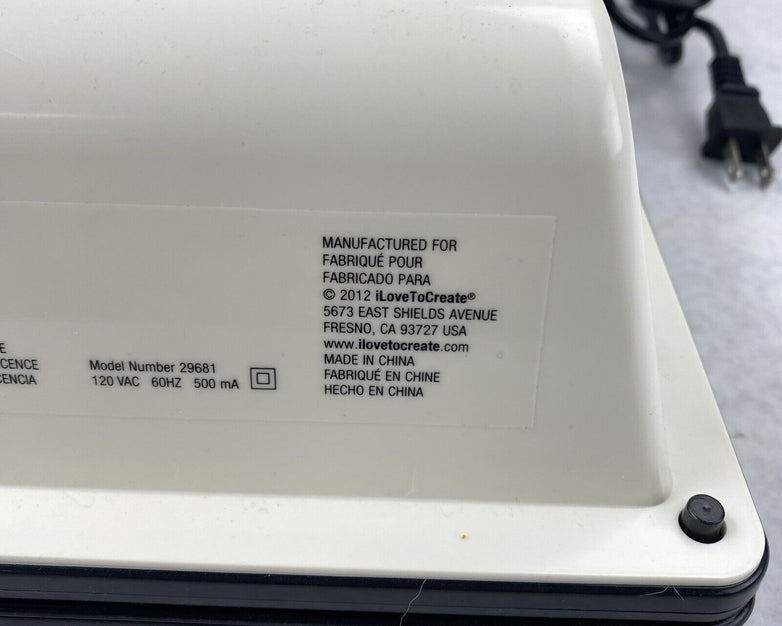 CENCE
CENCIA
Model Number 29681
120 VAC 60HZ 500 mA
MANUFACTURED FOR
FABRIQUÉ POUR
FABRICADO PARA
© 2012 iLoveToCreate®
5673 EAST SHIELDS AVENUE
FRESNO, CA 93727 USA
www.ilovetocreate.com
MADE IN CHINA
FABRIQUÉ EN CHINE
HECHO EN CHINA